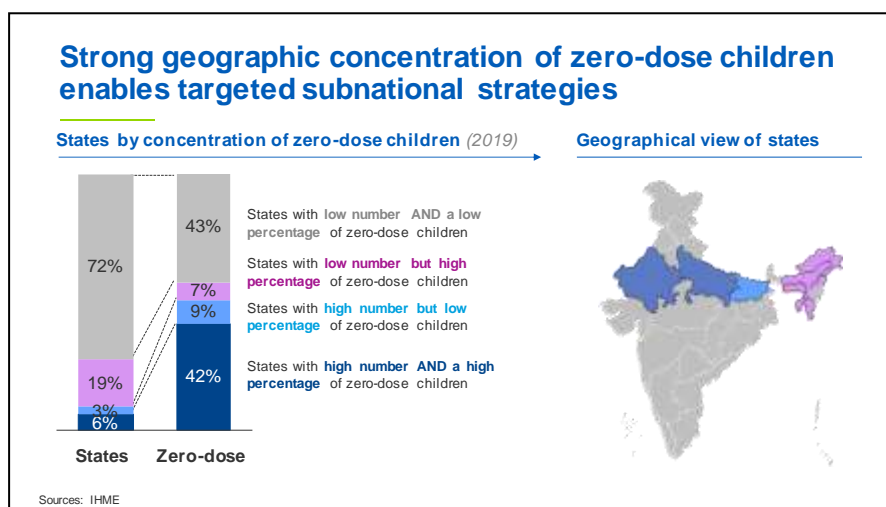 Strong geographic concentration of zero-dose children
enables targeted subnational strategies
States by concentration of zero-dose children (2019)
Geographical view of states
72%
19%
3%
6%
43%
7%
9%
42%
States with low number AND a low
percentage of zero-dose children
States with low number but high
percentage of zero-dose children
States with high number but low
percentage of zero-dose children
States with high number AND a high
percentage of zero-dose children
States
Zero-dose
Sources: IHME